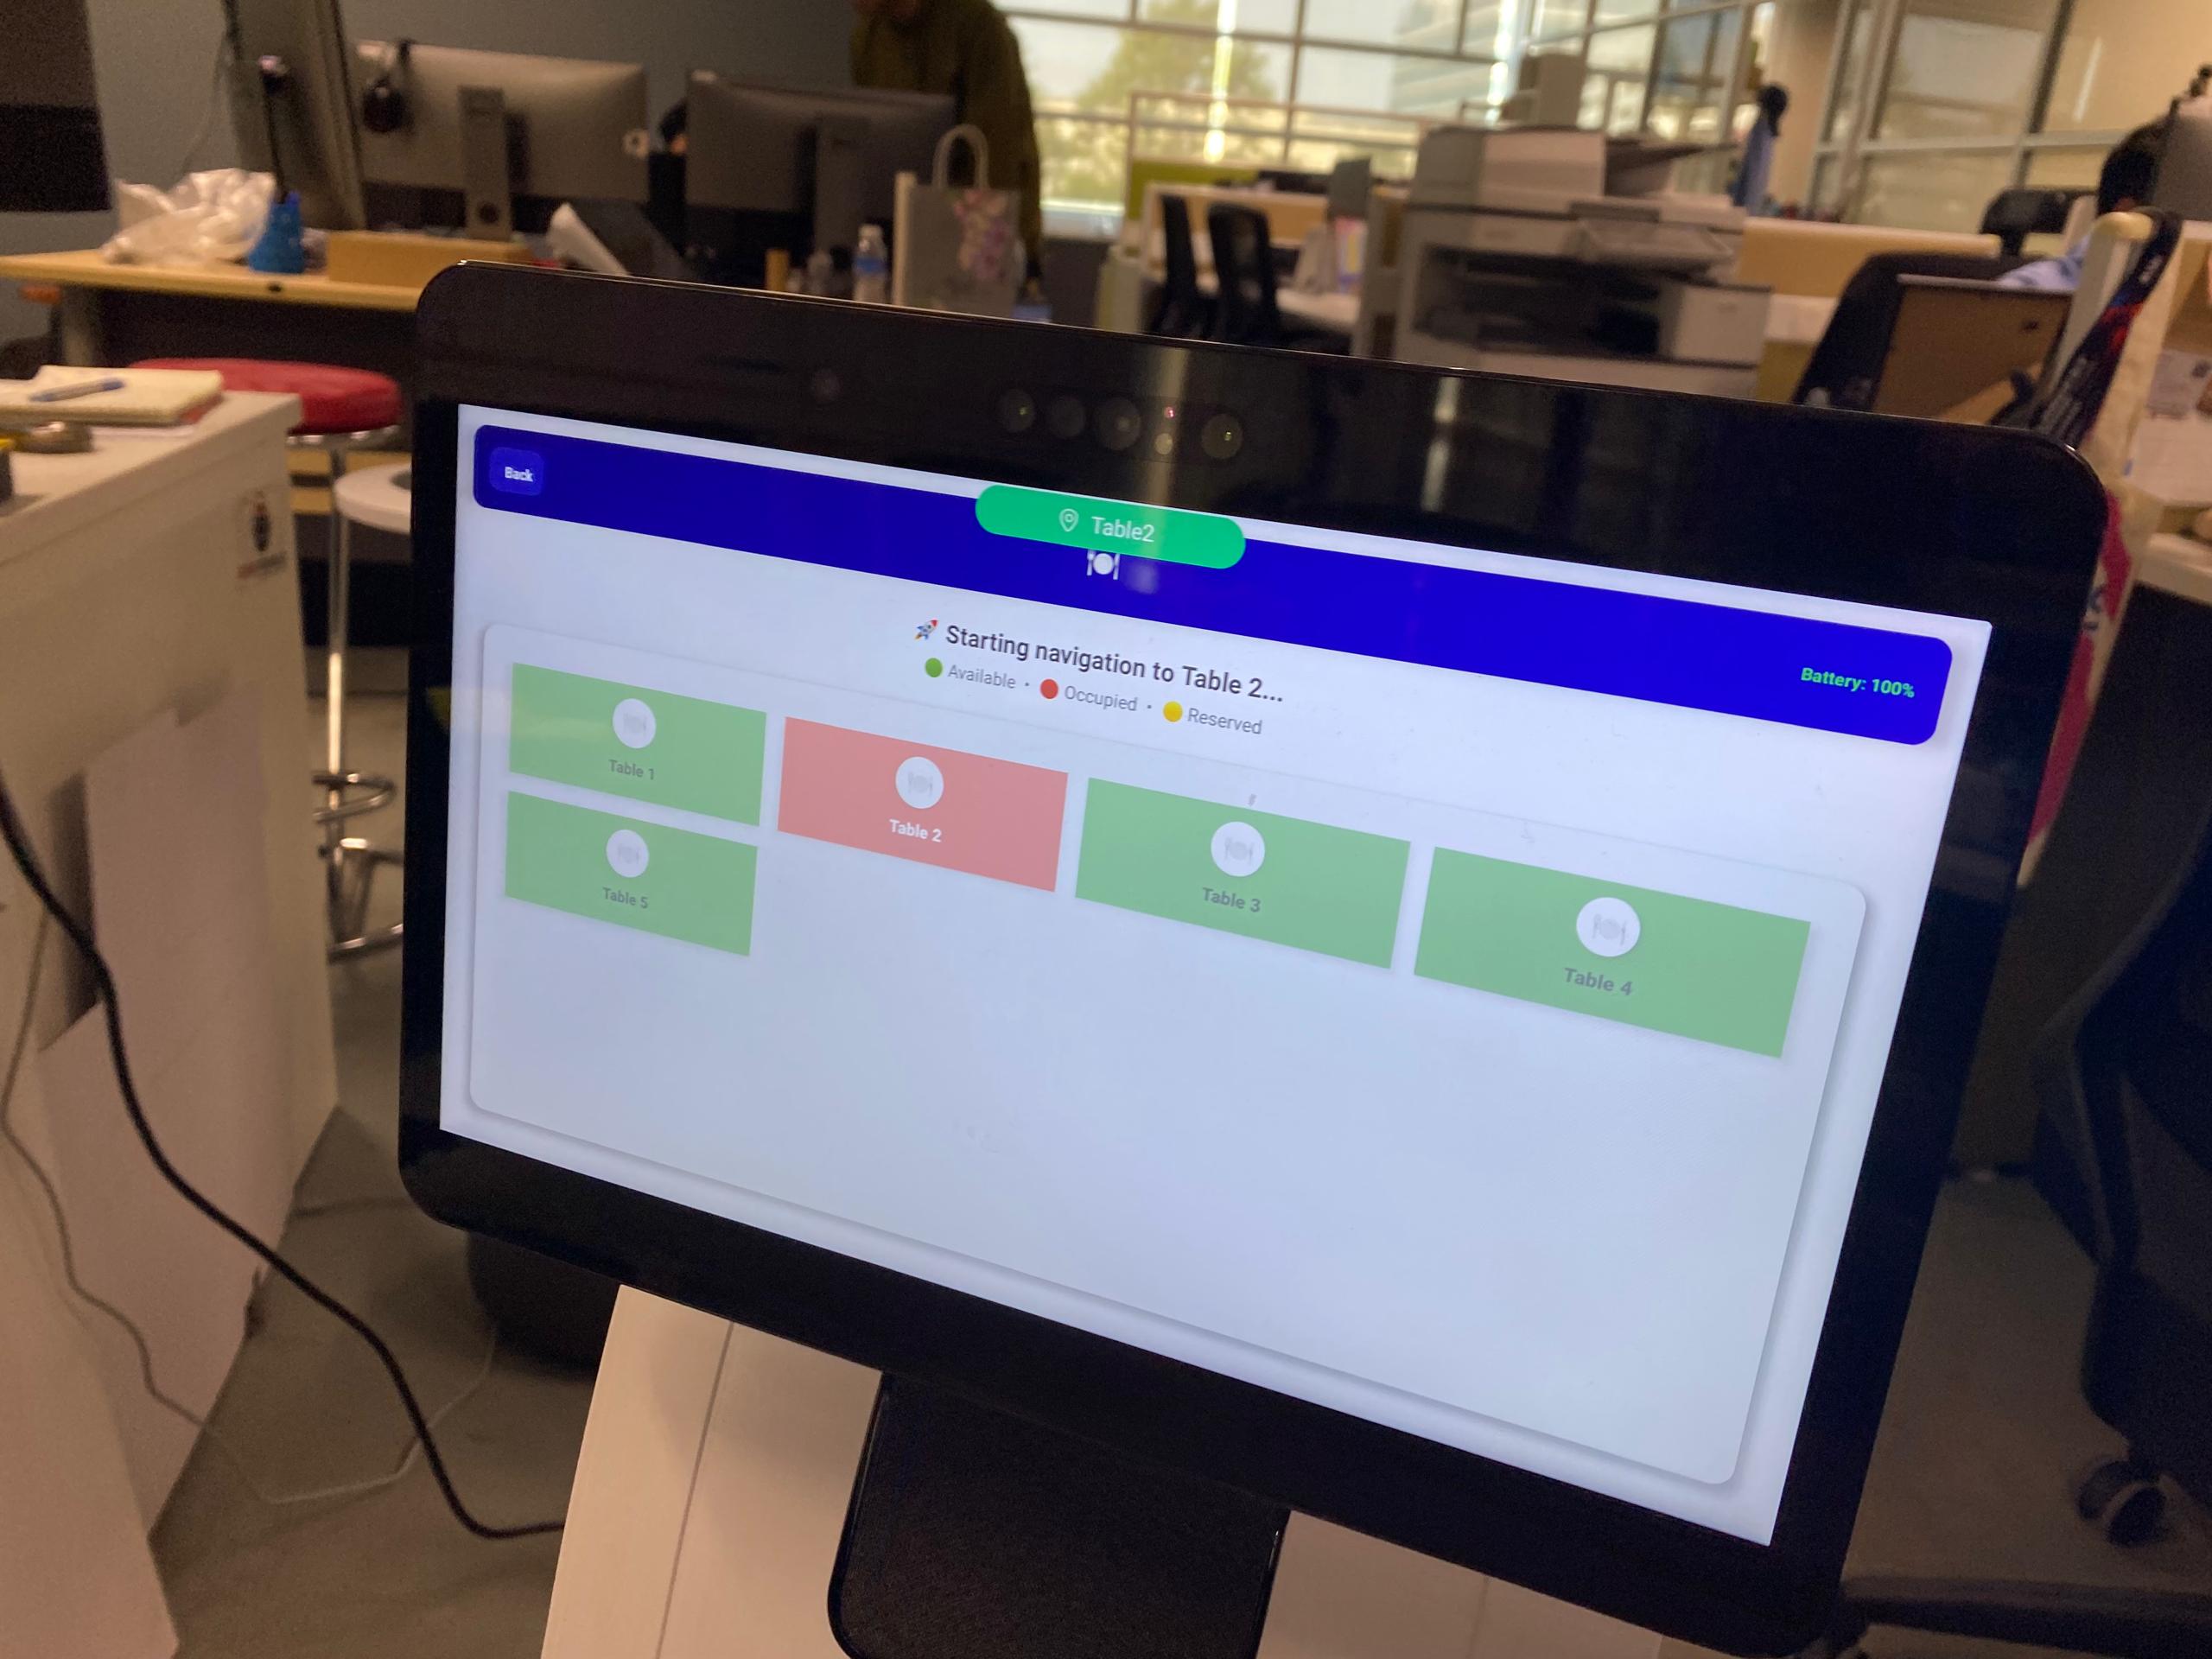 Back
Table2
Battery: 100%
🚀 Starting navigation to Table 2...
Available • Occupied • Reserved
Table 1
Table 2
Table 3
Table 4
Table 5